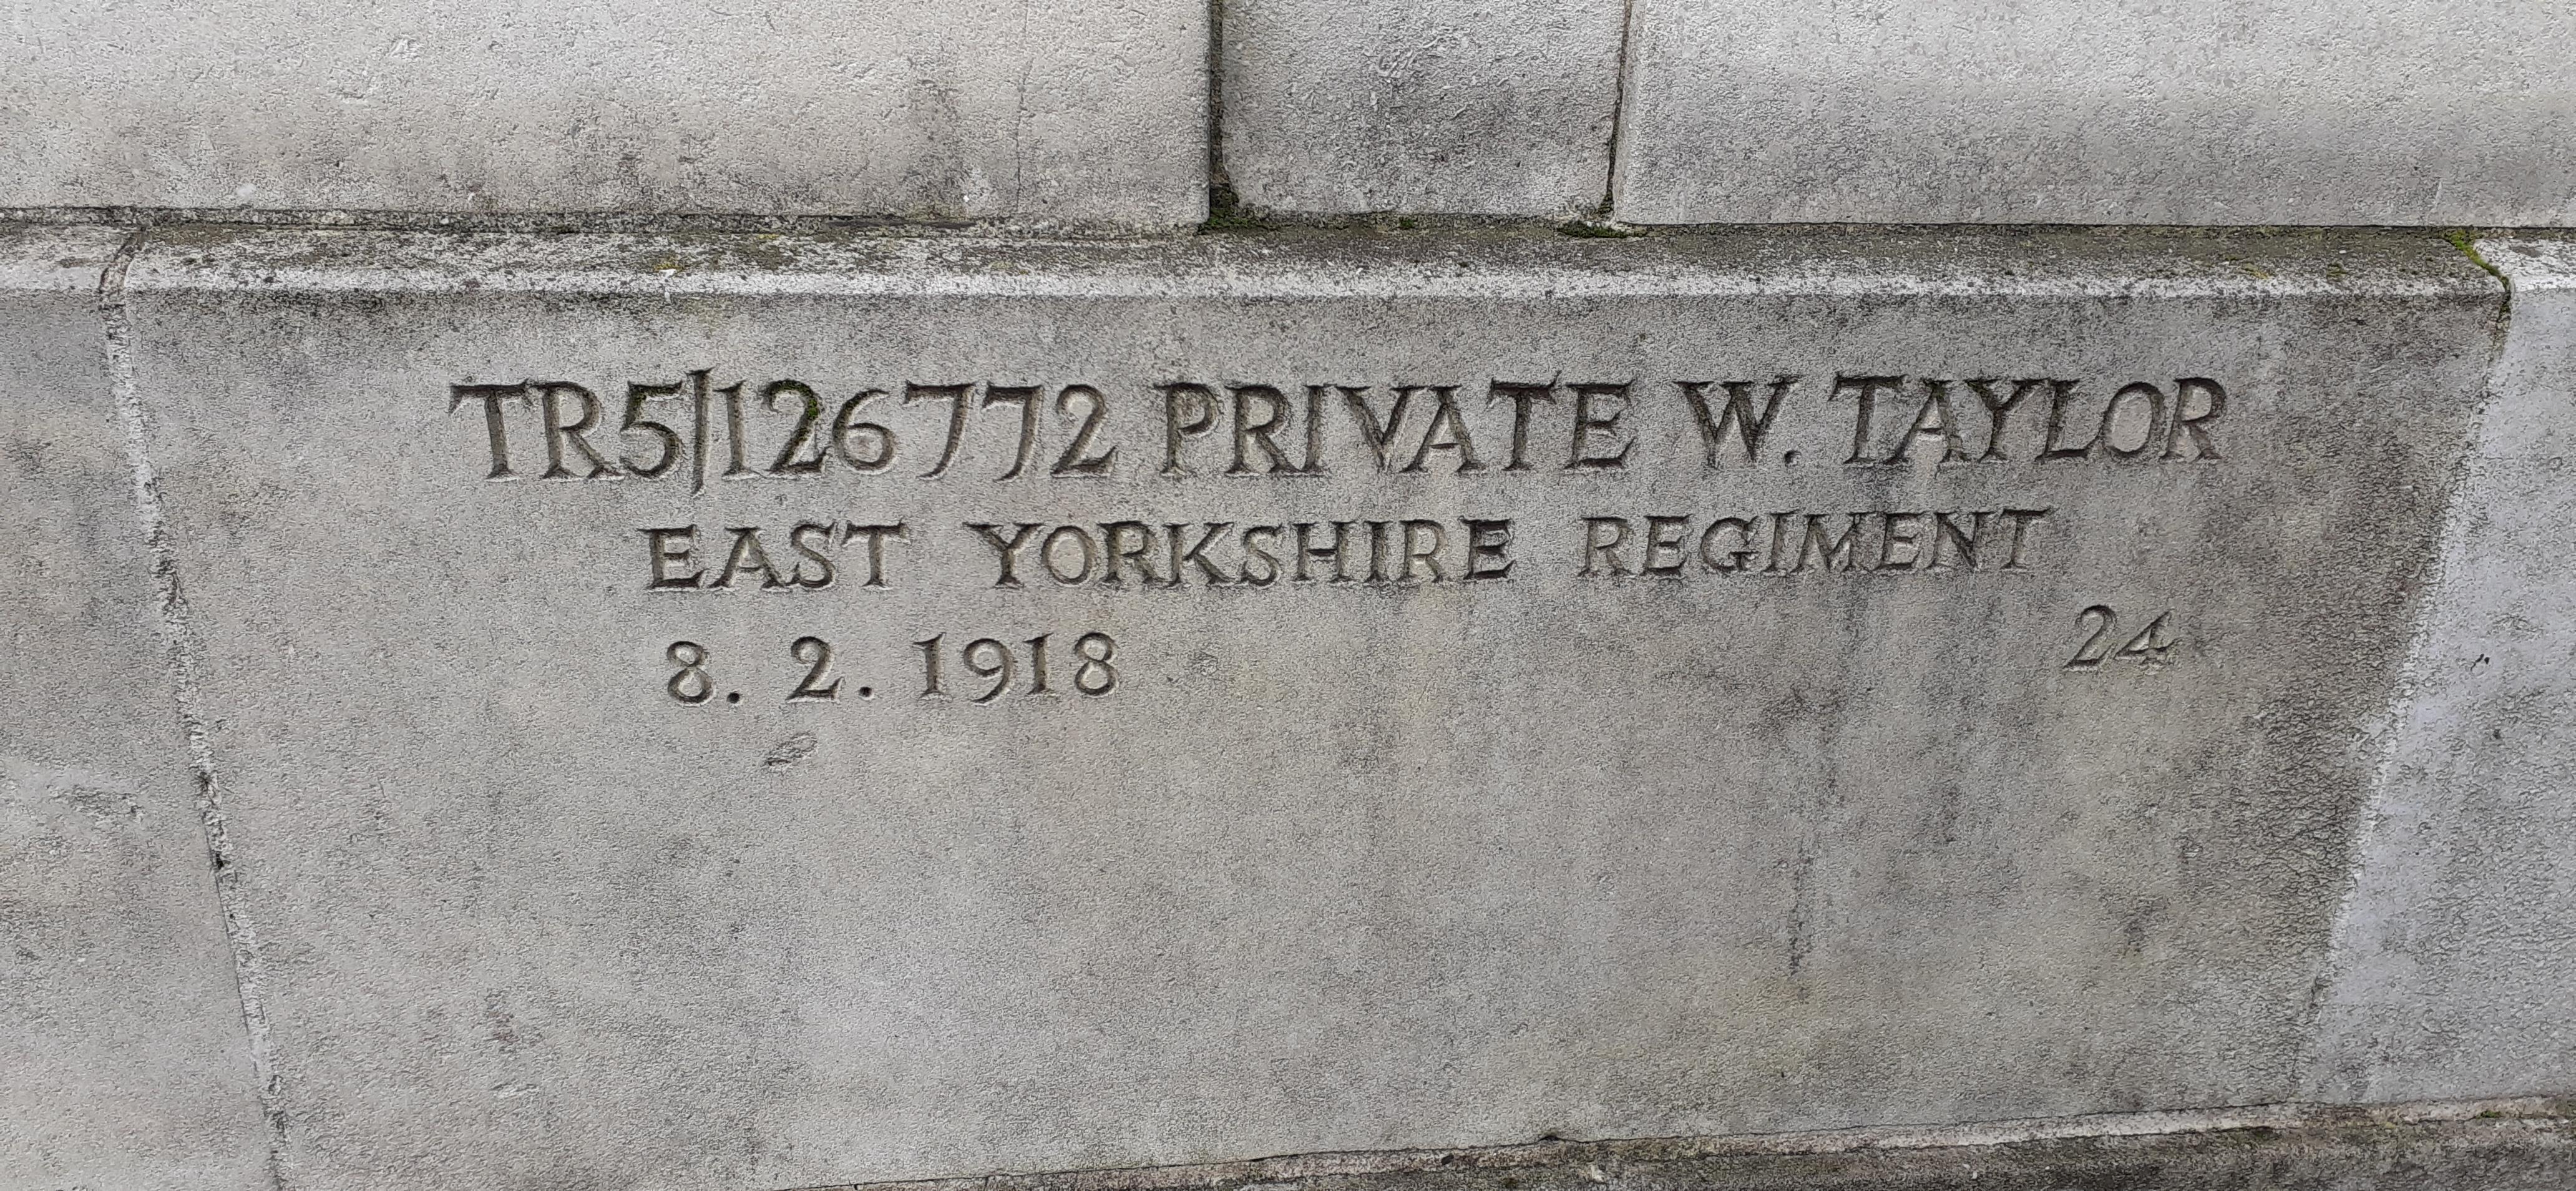 TR5/126772 PRIVATE W. TAYLOR
EAST YORKSHIRE REGIMENT
8. 2. 1918 24